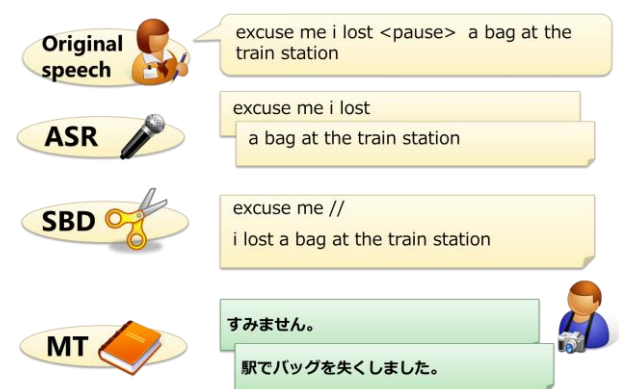 Original
speech
excuse me i lost <pause> a bag at the
train station
ASR
excuse me i lost
a bag at the train station
SBD
excuse me //
i lost a bag at the train station
MT
すみません。
駅でバッグを失くしました。